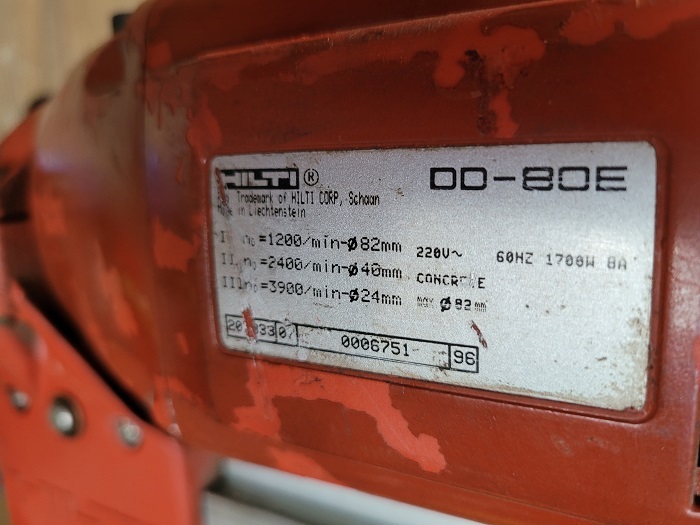 HILTI ® DD-80E
Trademark of HILTI CORP, Schaan
in Liechtenstein
I n₀ =1200/min-Ø82mm 220V~ 60HZ 1700W 8A
II n₀ =2400/min-Ø40mm CONCRETE
III n₀ =3900/min-Ø24mm max Ø82mm
07 0006751 96